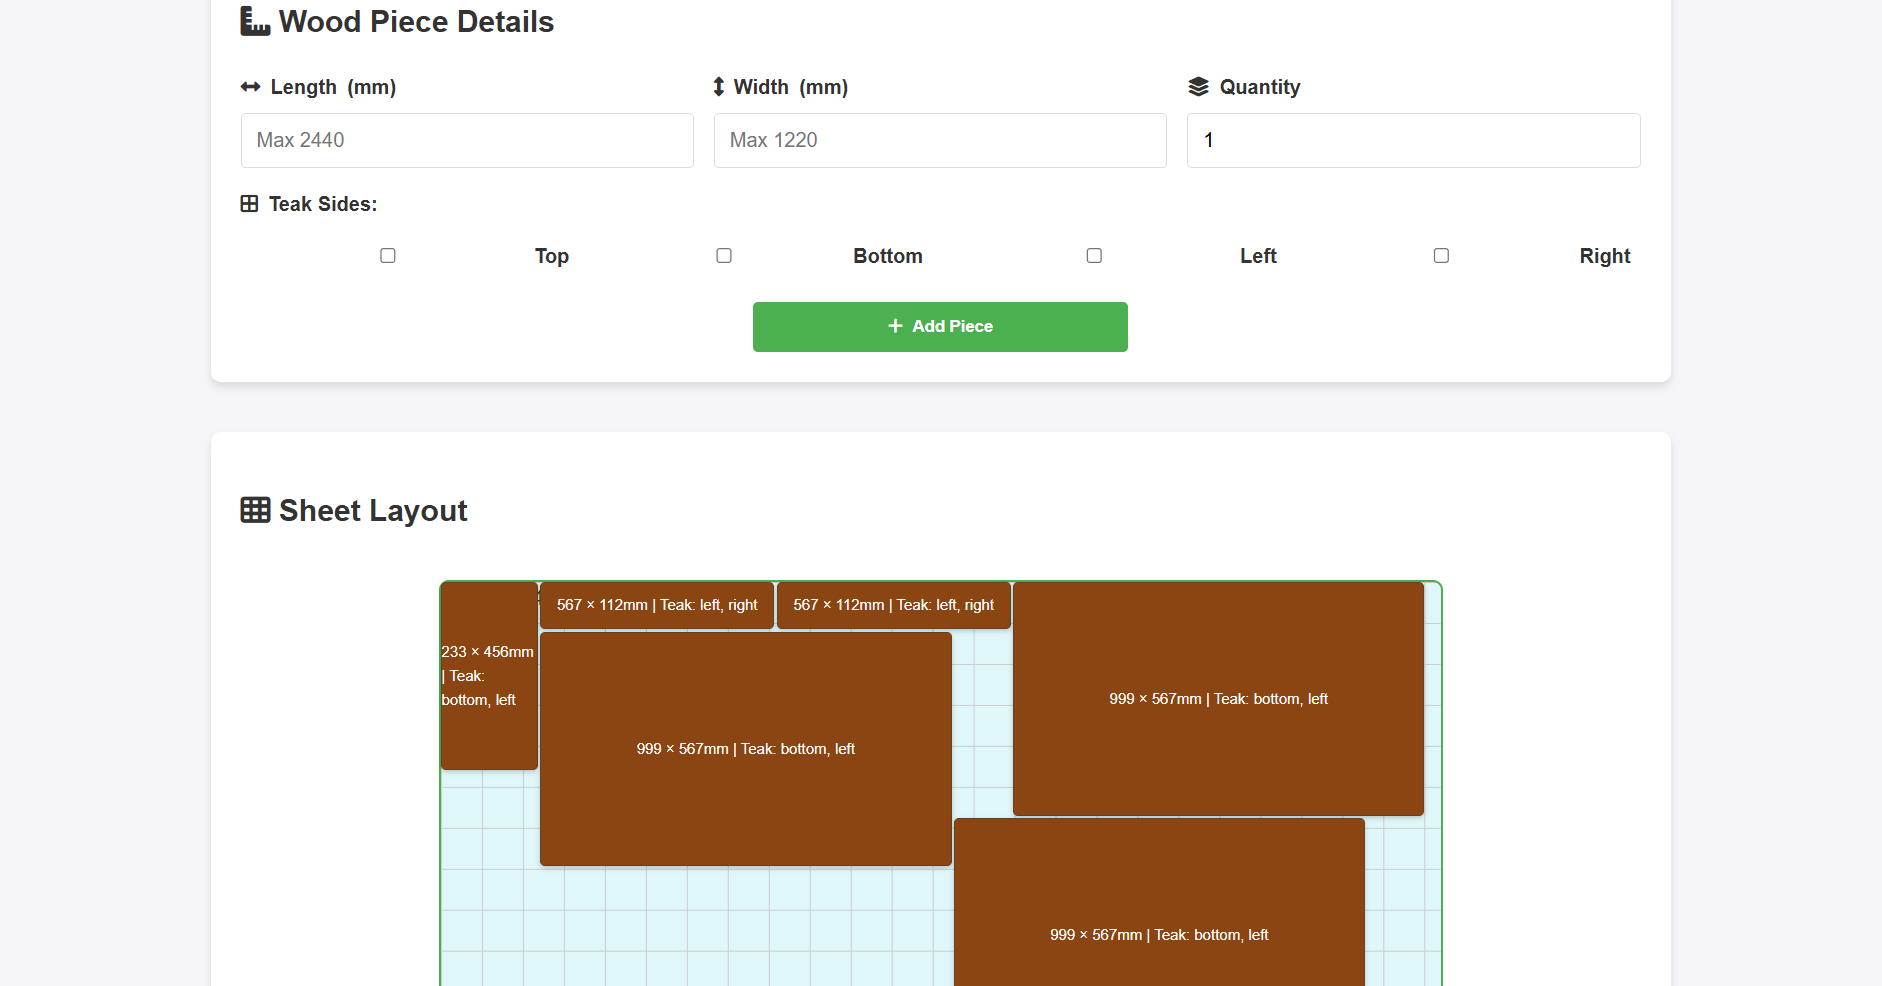 Wood Piece Details
Length (mm)
Width (mm)
Quantity
Max 2440
Max 1220
1
Teak Sides:
Top
Bottom
Left
Right
+ Add Piece
Sheet Layout
567 × 112mm | Teak: left, right
567 × 112mm | Teak: left, right
233 × 456mm
| Teak:
bottom, left
999 × 567mm | Teak: bottom, left
999 × 567mm | Teak: bottom, left
999 × 567mm | Teak: bottom, left